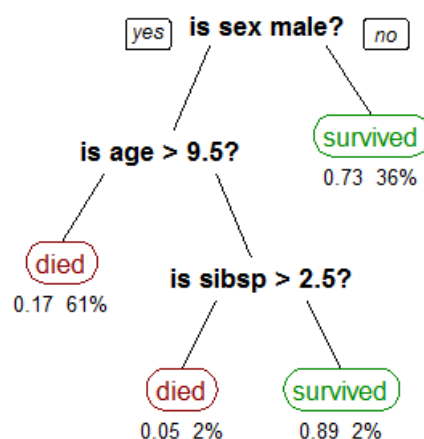 yes is sex male? no
is age > 9.5?
survived
0.73 36%
died
0.17 61%
is sibsp > 2.5?
died
0.05 2%
survived
0.89 2%